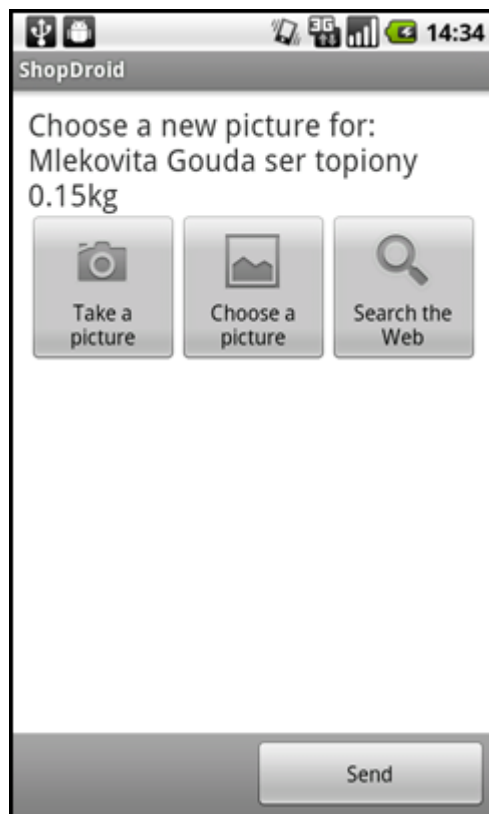 3G 14:34
ShopDroid
Choose a new picture for:
Mlekovita Gouda ser topiony
0.15kg
Take a
picture
Choose a
picture
Search the
Web
Send